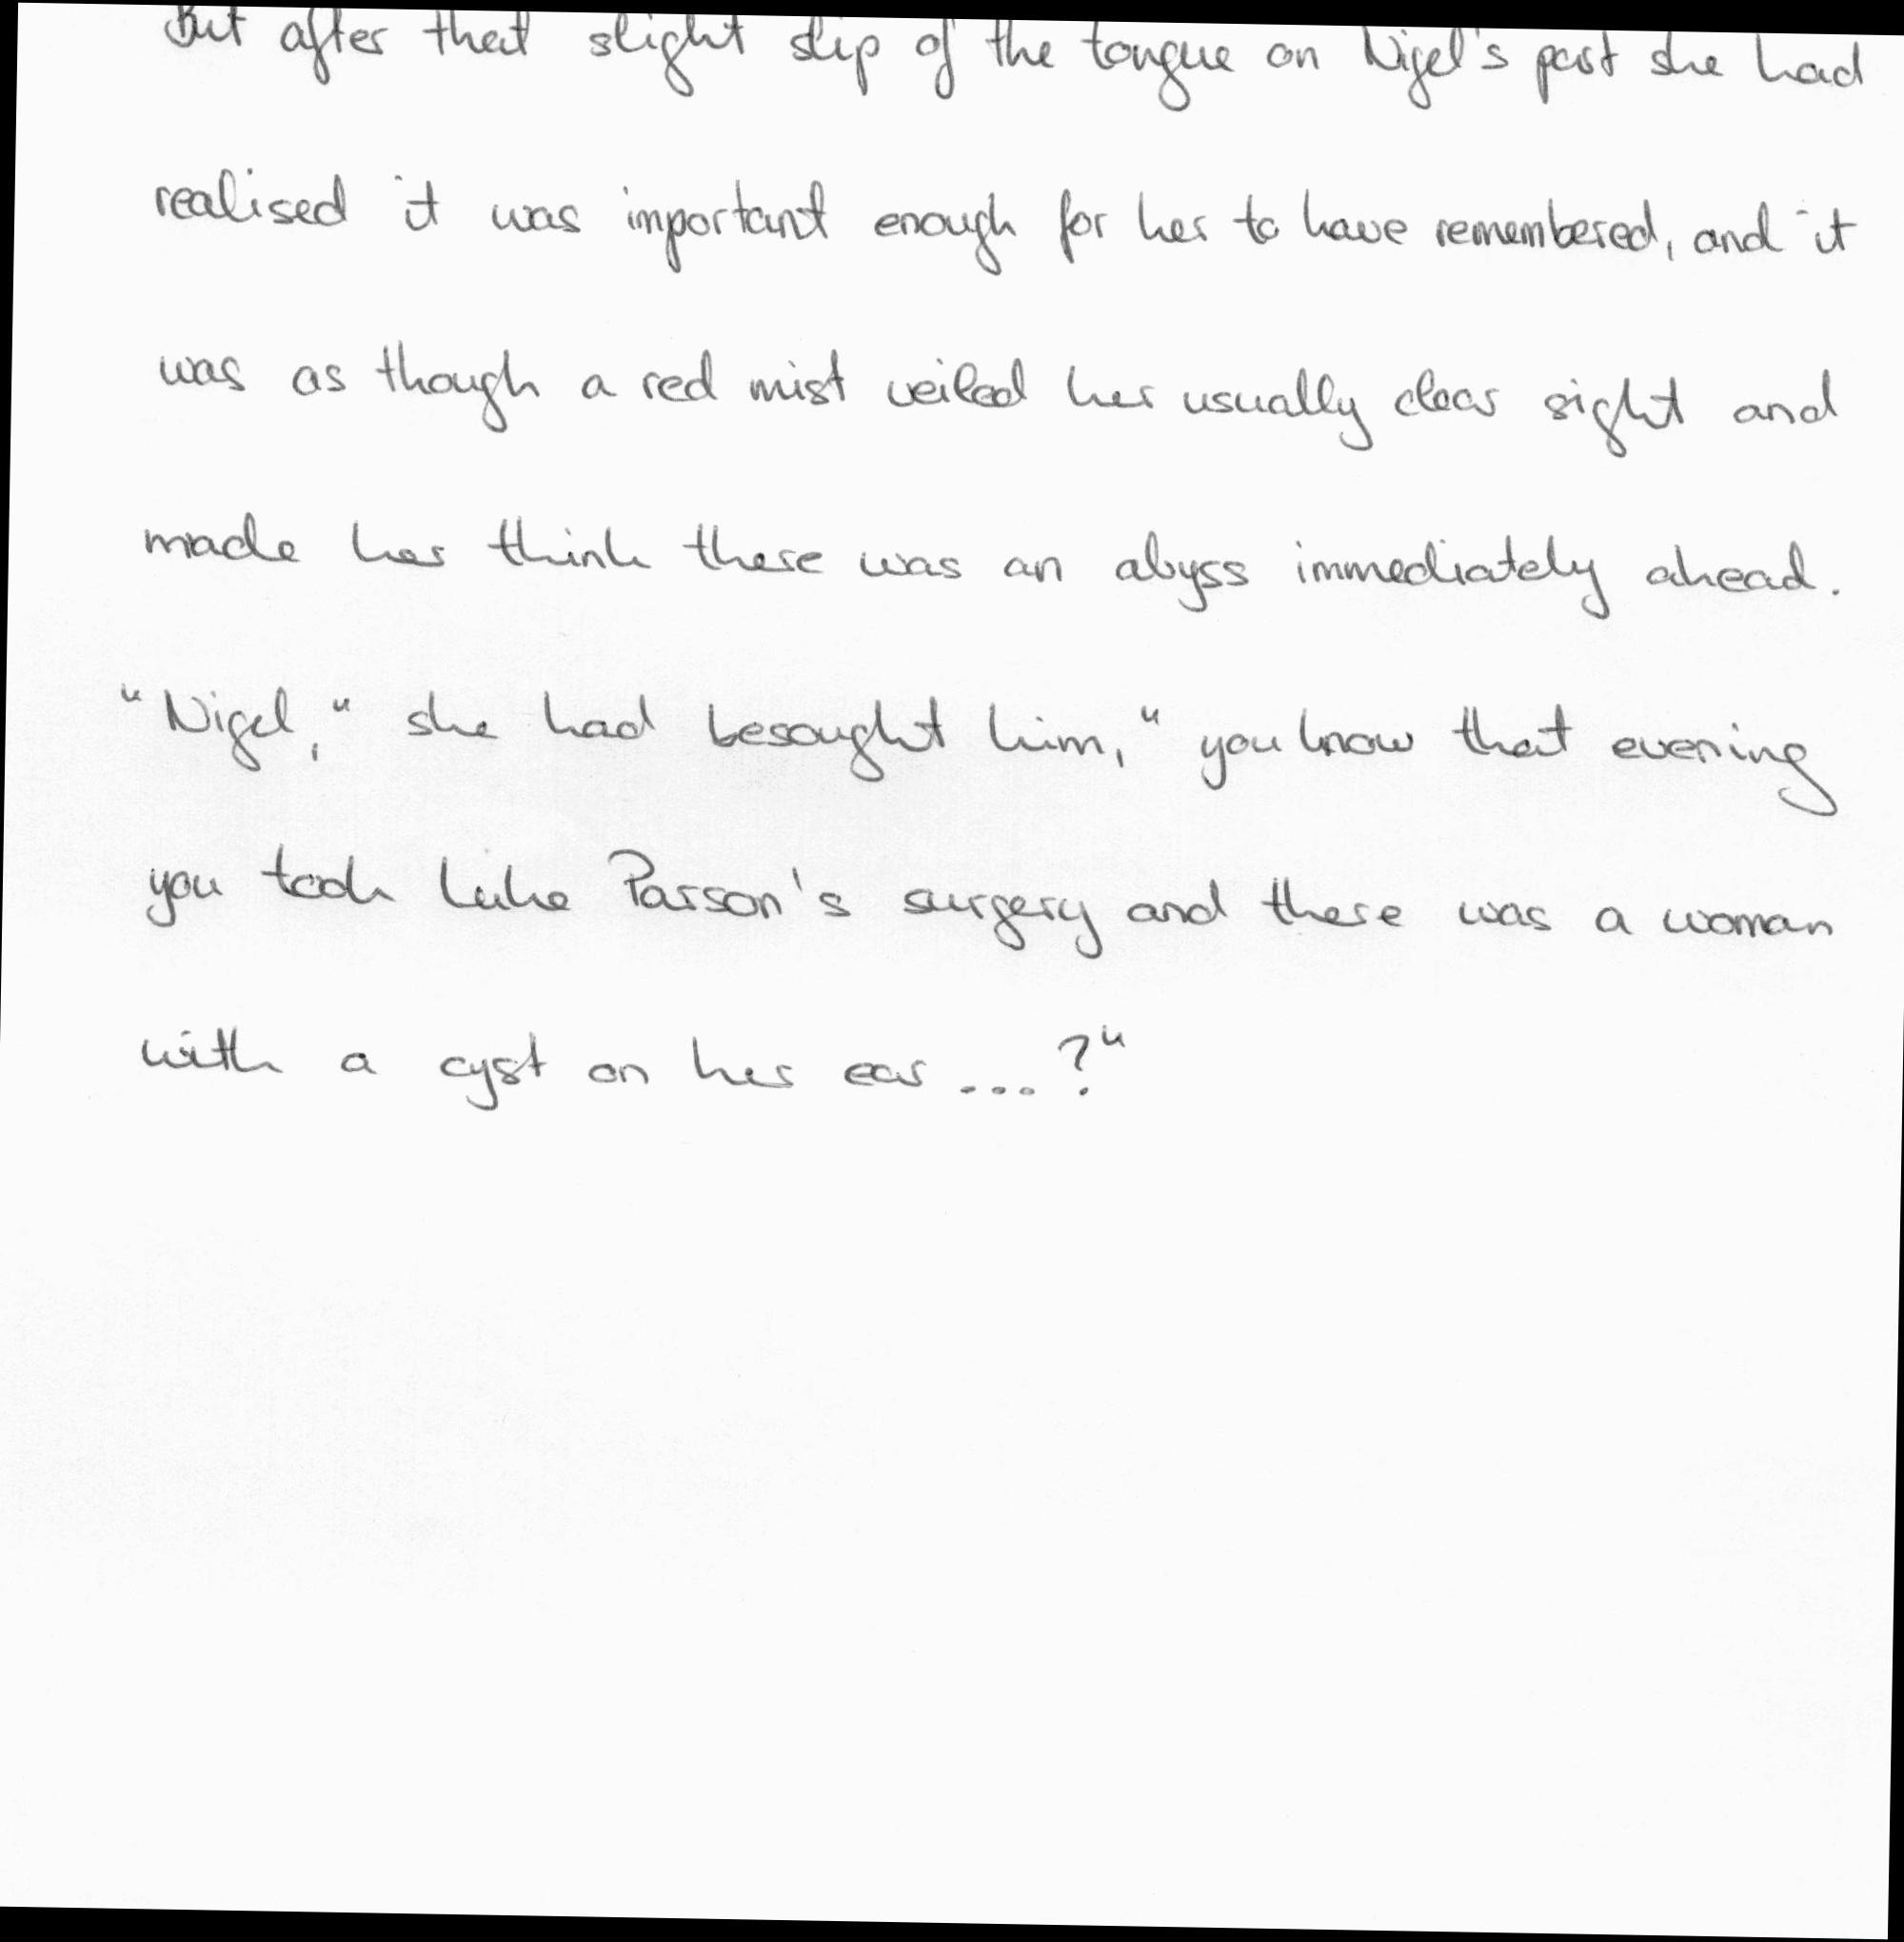 But after that slight slip of the tongue on Nigel's part she had
realised it was important enough for her to have remembered, and it
was as though a red mist veiled her usually clear sight and
made her think there was an abyss immediately ahead.
"Nigel," she had besought him, "you know that evening
you took Luke Parson's surgery and there was a woman
with a cyst on her ear ...?"